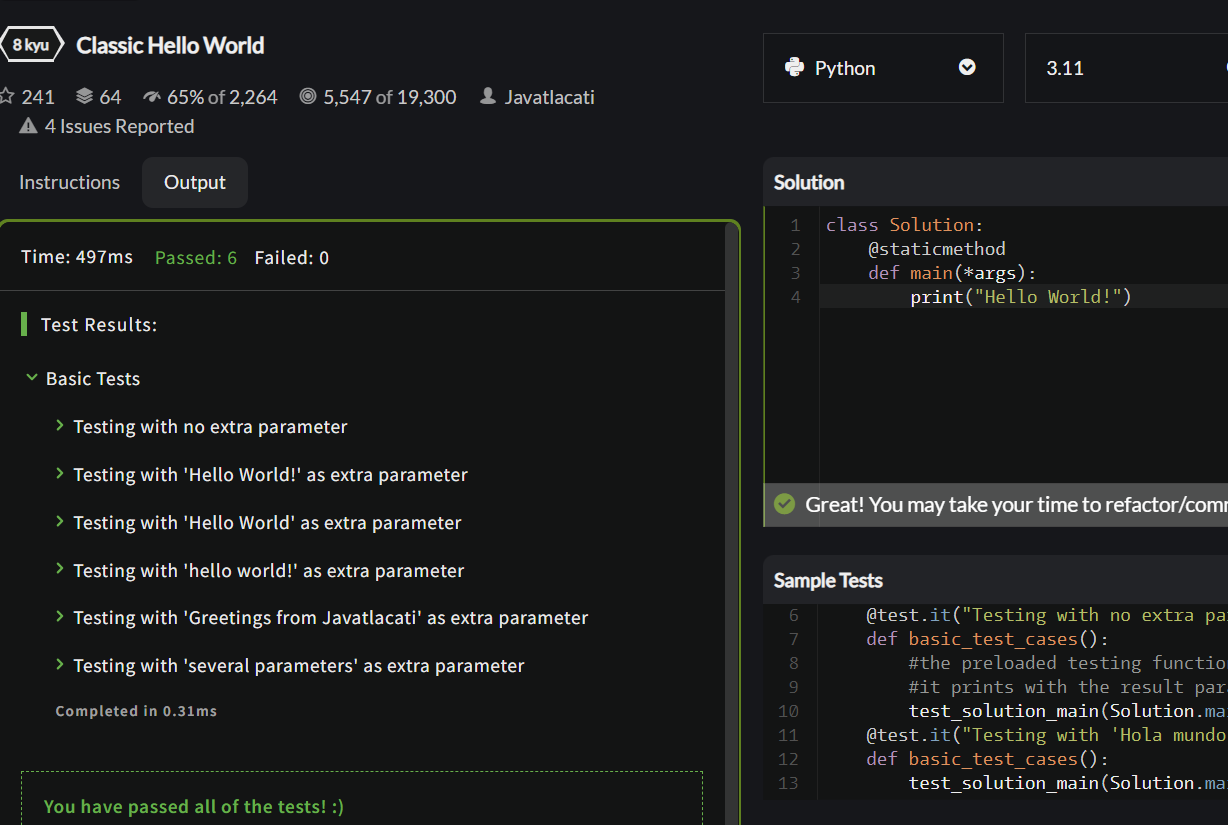 8 kyu Classic Hello World
241 64 65% of 2,264 5,547 of 19,300 Javatlacati
4 Issues Reported
Instructions Output
Time: 497ms Passed: 6 Failed: 0
Test Results:
Basic Tests
Testing with no extra parameter
Testing with 'Hello World!' as extra parameter
Testing with 'Hello World' as extra parameter
Testing with 'hello world!' as extra parameter
Testing with 'Greetings from Javatlacati' as extra parameter
Testing with 'several parameters' as extra parameter
Completed in 0.31ms
You have passed all of the tests! :)
Python 3.11
Solution
1 class Solution:
2 @staticmethod
3 def main(*args):
4 print("Hello World!")
Great! You may take your time to refactor/comm
Sample Tests
6 @test.it("Testing with no extra pa
7 def basic_test_cases():
8 #the preloaded testing functio
9 #it prints with the result par
10 test_solution_main(Solution.ma
11 @test.it("Testing with 'Hola mundo
12 def basic_test_cases():
13 test_solution_main(Solution.ma